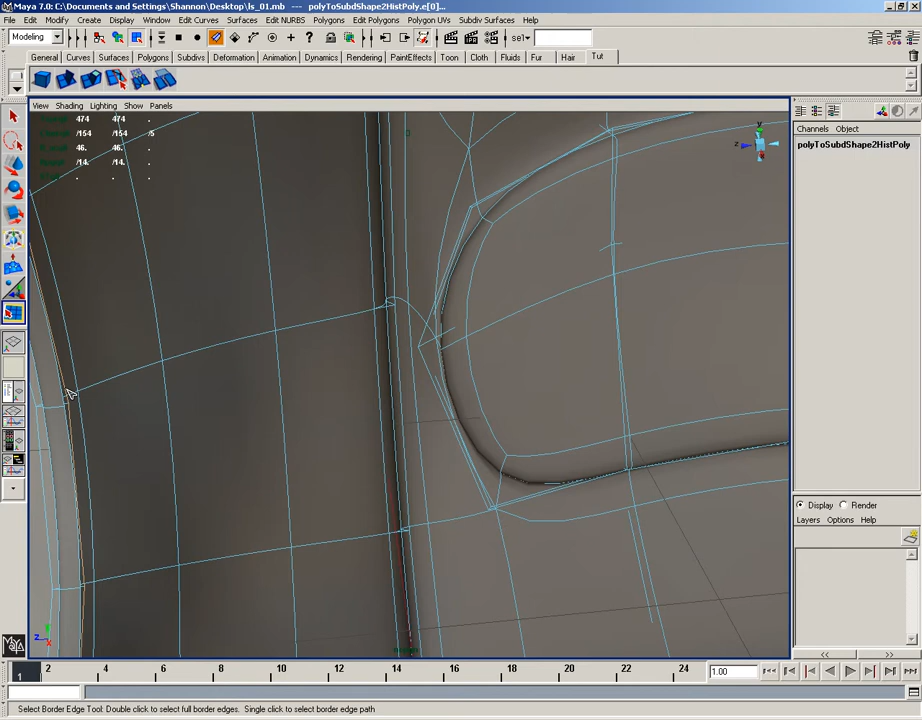 Maya 7.0: C:\Documents and Settings\Shannon\Desktop\ls_01.mb --- polyToSubdShape2HistPoly.e[0]...
File Edit Modify Create Display Window Edit Curves Surfaces Edit NURBS Polygons Edit Polygons Polygon UVs Subdiv Surfaces Help
Modeling sel
General Curves Surfaces Polygons Subdivs Deformation Animation Dynamics Rendering PaintEffects Toon Cloth Fluids Fur Hair Tut
View Shading Lighting Show Panels
Channels Object
polyToSubdShape2HistPoly
474 474 .
/154 /154 /5
46. 46. .
/14. /14. .
y
z
Display Render
Layers Options Help
z
y
x
1 2 4 6 8 10 12 14 16 18 20 22 24 1.00
Select Border Edge Tool: Double click to select full border edges. Single click to select border edge path